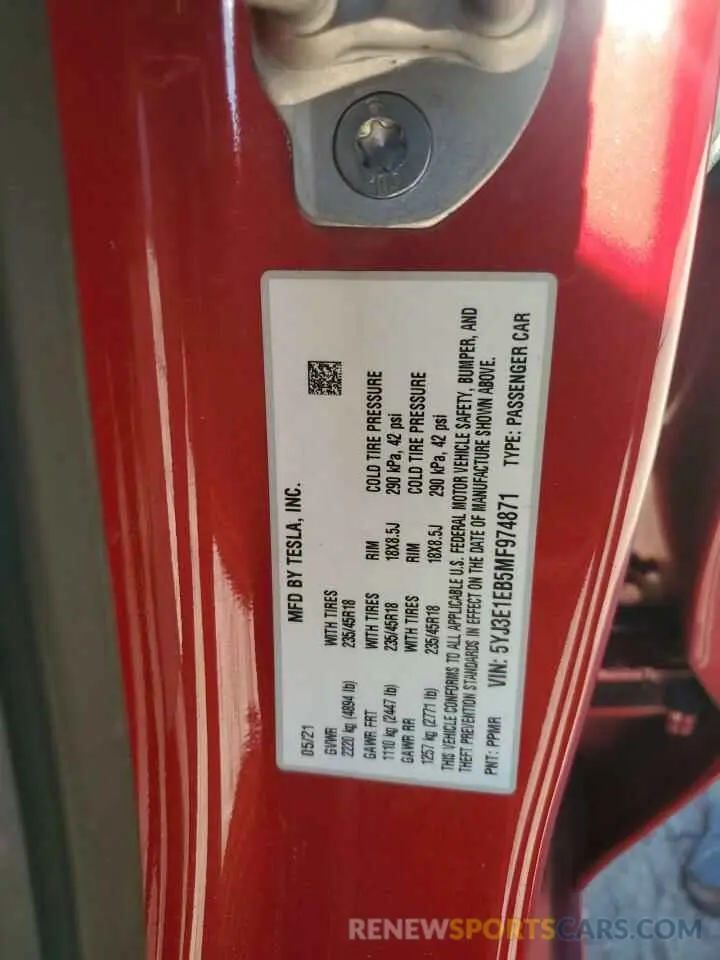 MFD BY TESLA, INC.
05/21
GVWR WITH TIRES
2220 kg (4894 lb) 235/45R18
GAWR FRT WITH TIRES RIM COLD TIRE PRESSURE
1110 kg (2447 lb) 235/45R18 18X8.5J 290 kPa, 42 psi
GAWR RR WITH TIRES RIM COLD TIRE PRESSURE
1257 kg (2771 lb) 235/45R18 18X8.5J 290 kPa, 42 psi
THIS VEHICLE CONFORMS TO ALL APPLICABLE U.S. FEDERAL MOTOR VEHICLE SAFETY, BUMPER, AND
THEFT PREVENTION STANDARDS IN EFFECT ON THE DATE OF MANUFACTURE SHOWN ABOVE.
PNT: PPMR VIN: 5YJ3E1EB5MF974871 TYPE: PASSENGER CAR
RENEWSPORTSCARS.COM